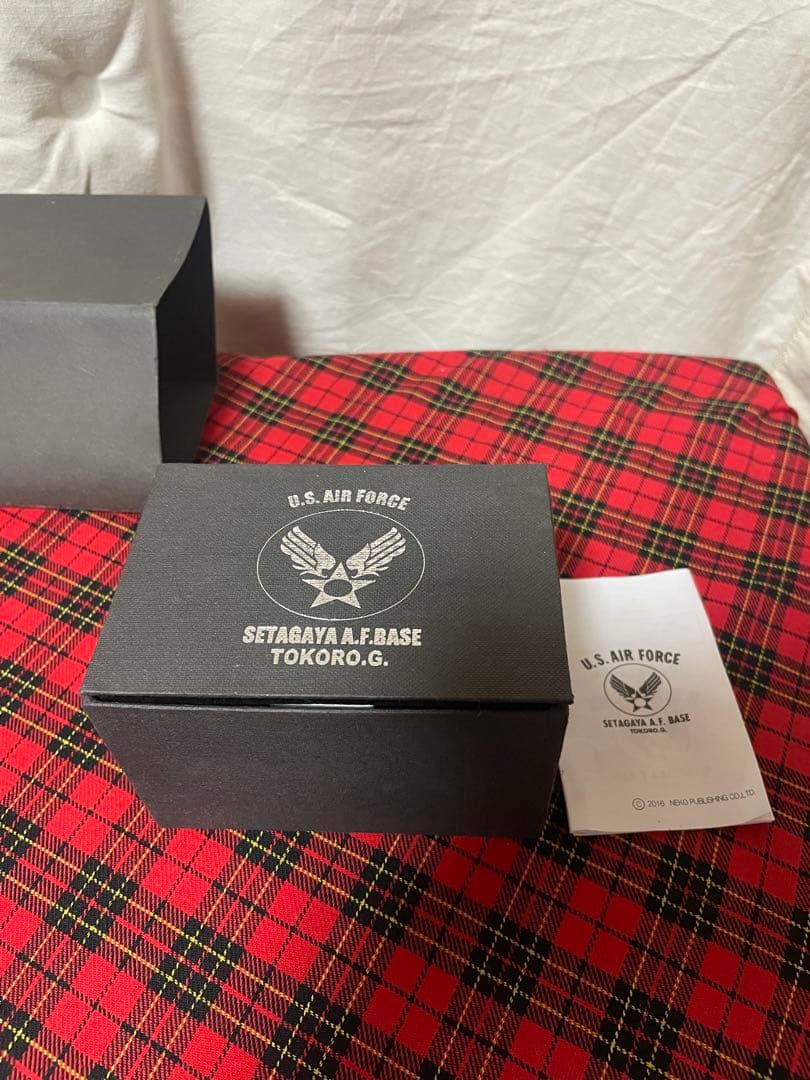 U.S. AIR FORCE
SETAGAYA A.F.BASE
TOKORO.G.
U.S. AIR FORCE
SETAGAYA A.F. BASE
TOKORO.G.
© 2016 NEKO PUBLISHING CO.,LTD.